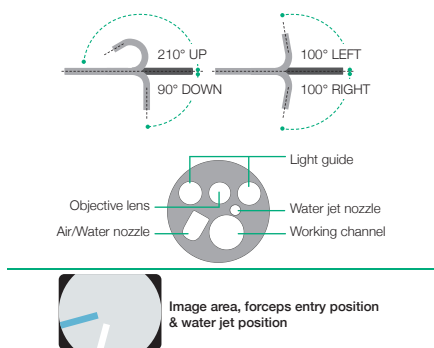 210° UP
100° LEFT
90° DOWN
100° RIGHT
Light guide
Objective lens
Water jet nozzle
Air/Water nozzle
Working channel
Image area, forceps entry position
& water jet position